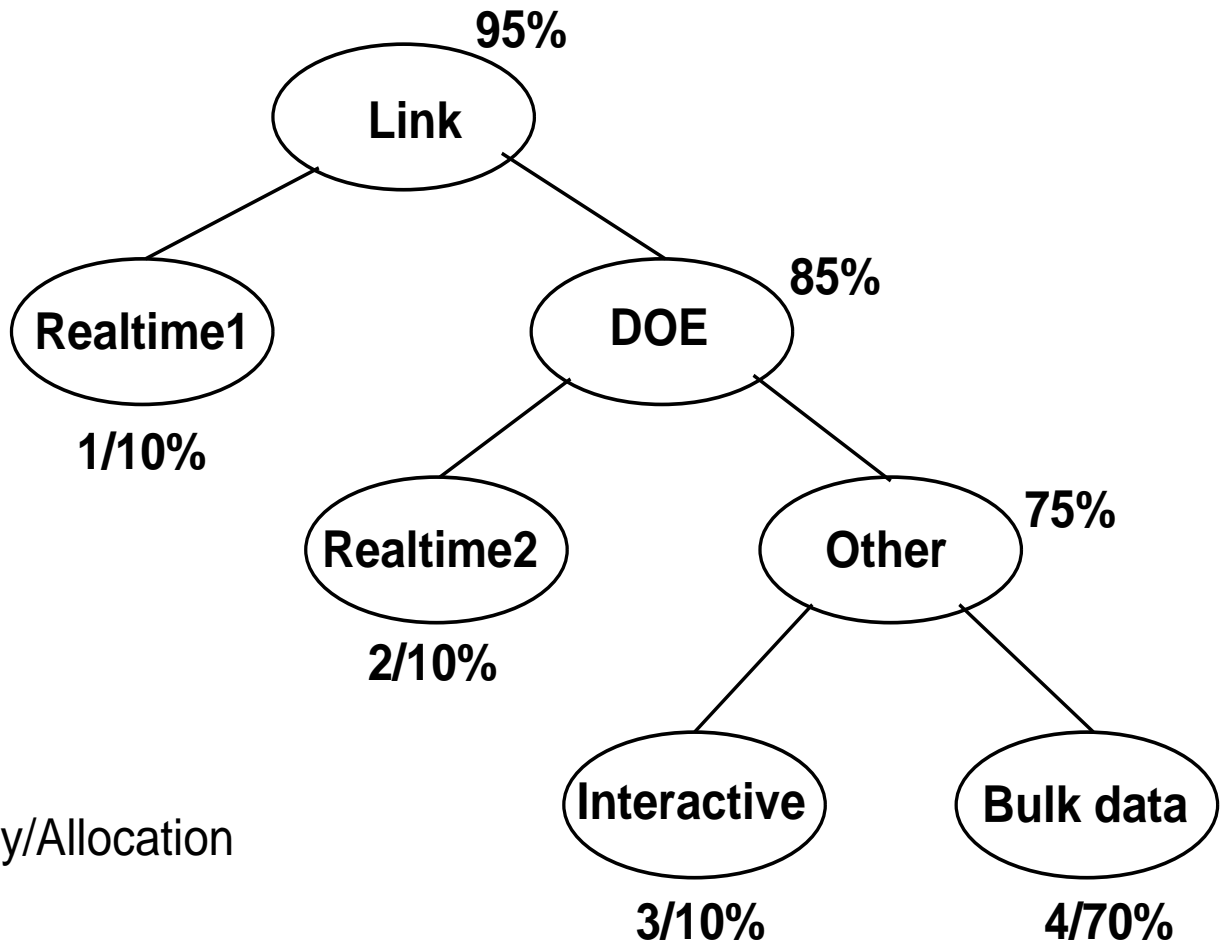 95%
Link
85%
Realtime1
DOE
1/10%
75%
Realtime2
Other
2/10%
Interactive
Bulk data
y/Allocation
3/10%
4/70%